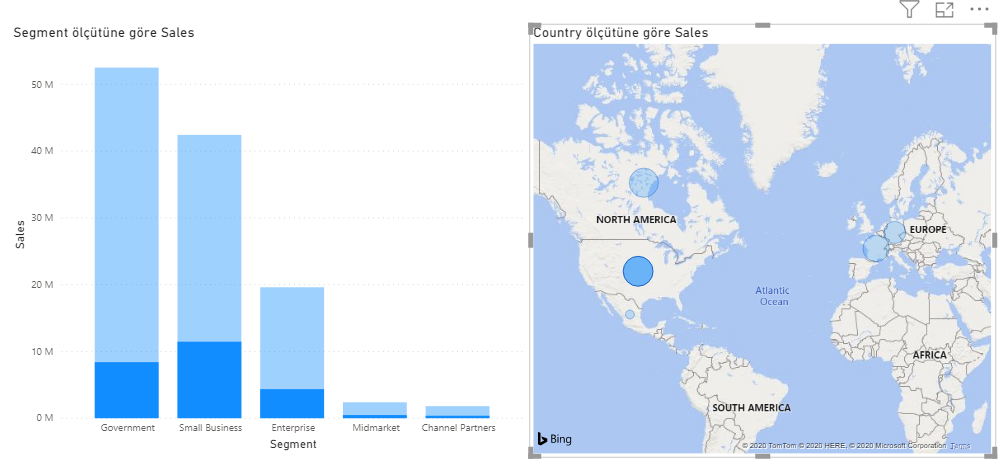 Segment ölçütüne göre Sales
50 M
40 M
30 M
20 M
10 M
0 M
Sales
Government
Small Business
Enterprise
Midmarket
Channel Partners
Segment
Country ölçütüne göre Sales
NORTH AMERICA
EUROPE
Atlantic
Ocean
AFRICA
SOUTH AMERICA
Bing
© 2020 TomTom © 2020 HERE, © 2020 Microsoft Corporation Terms